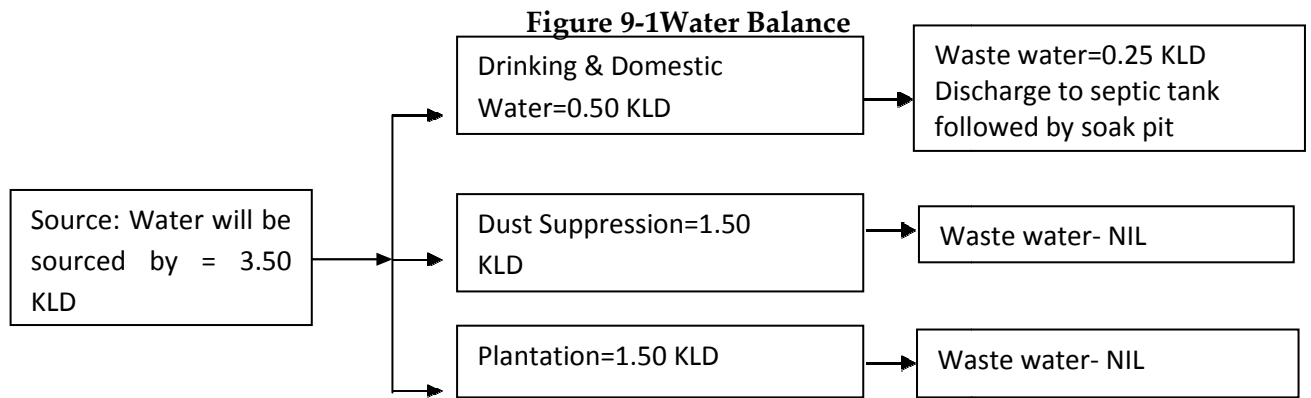 Figure 9-1Water Balance
Drinking & Domestic
Water=0.50 KLD
Waste water=0.25 KLD
Discharge to septic tank
followed by soak pit
Source: Water will be
sourced by = 3.50
KLD
Dust Suppression=1.50
KLD
Waste water- NIL
Plantation=1.50 KLD
Waste water- NIL